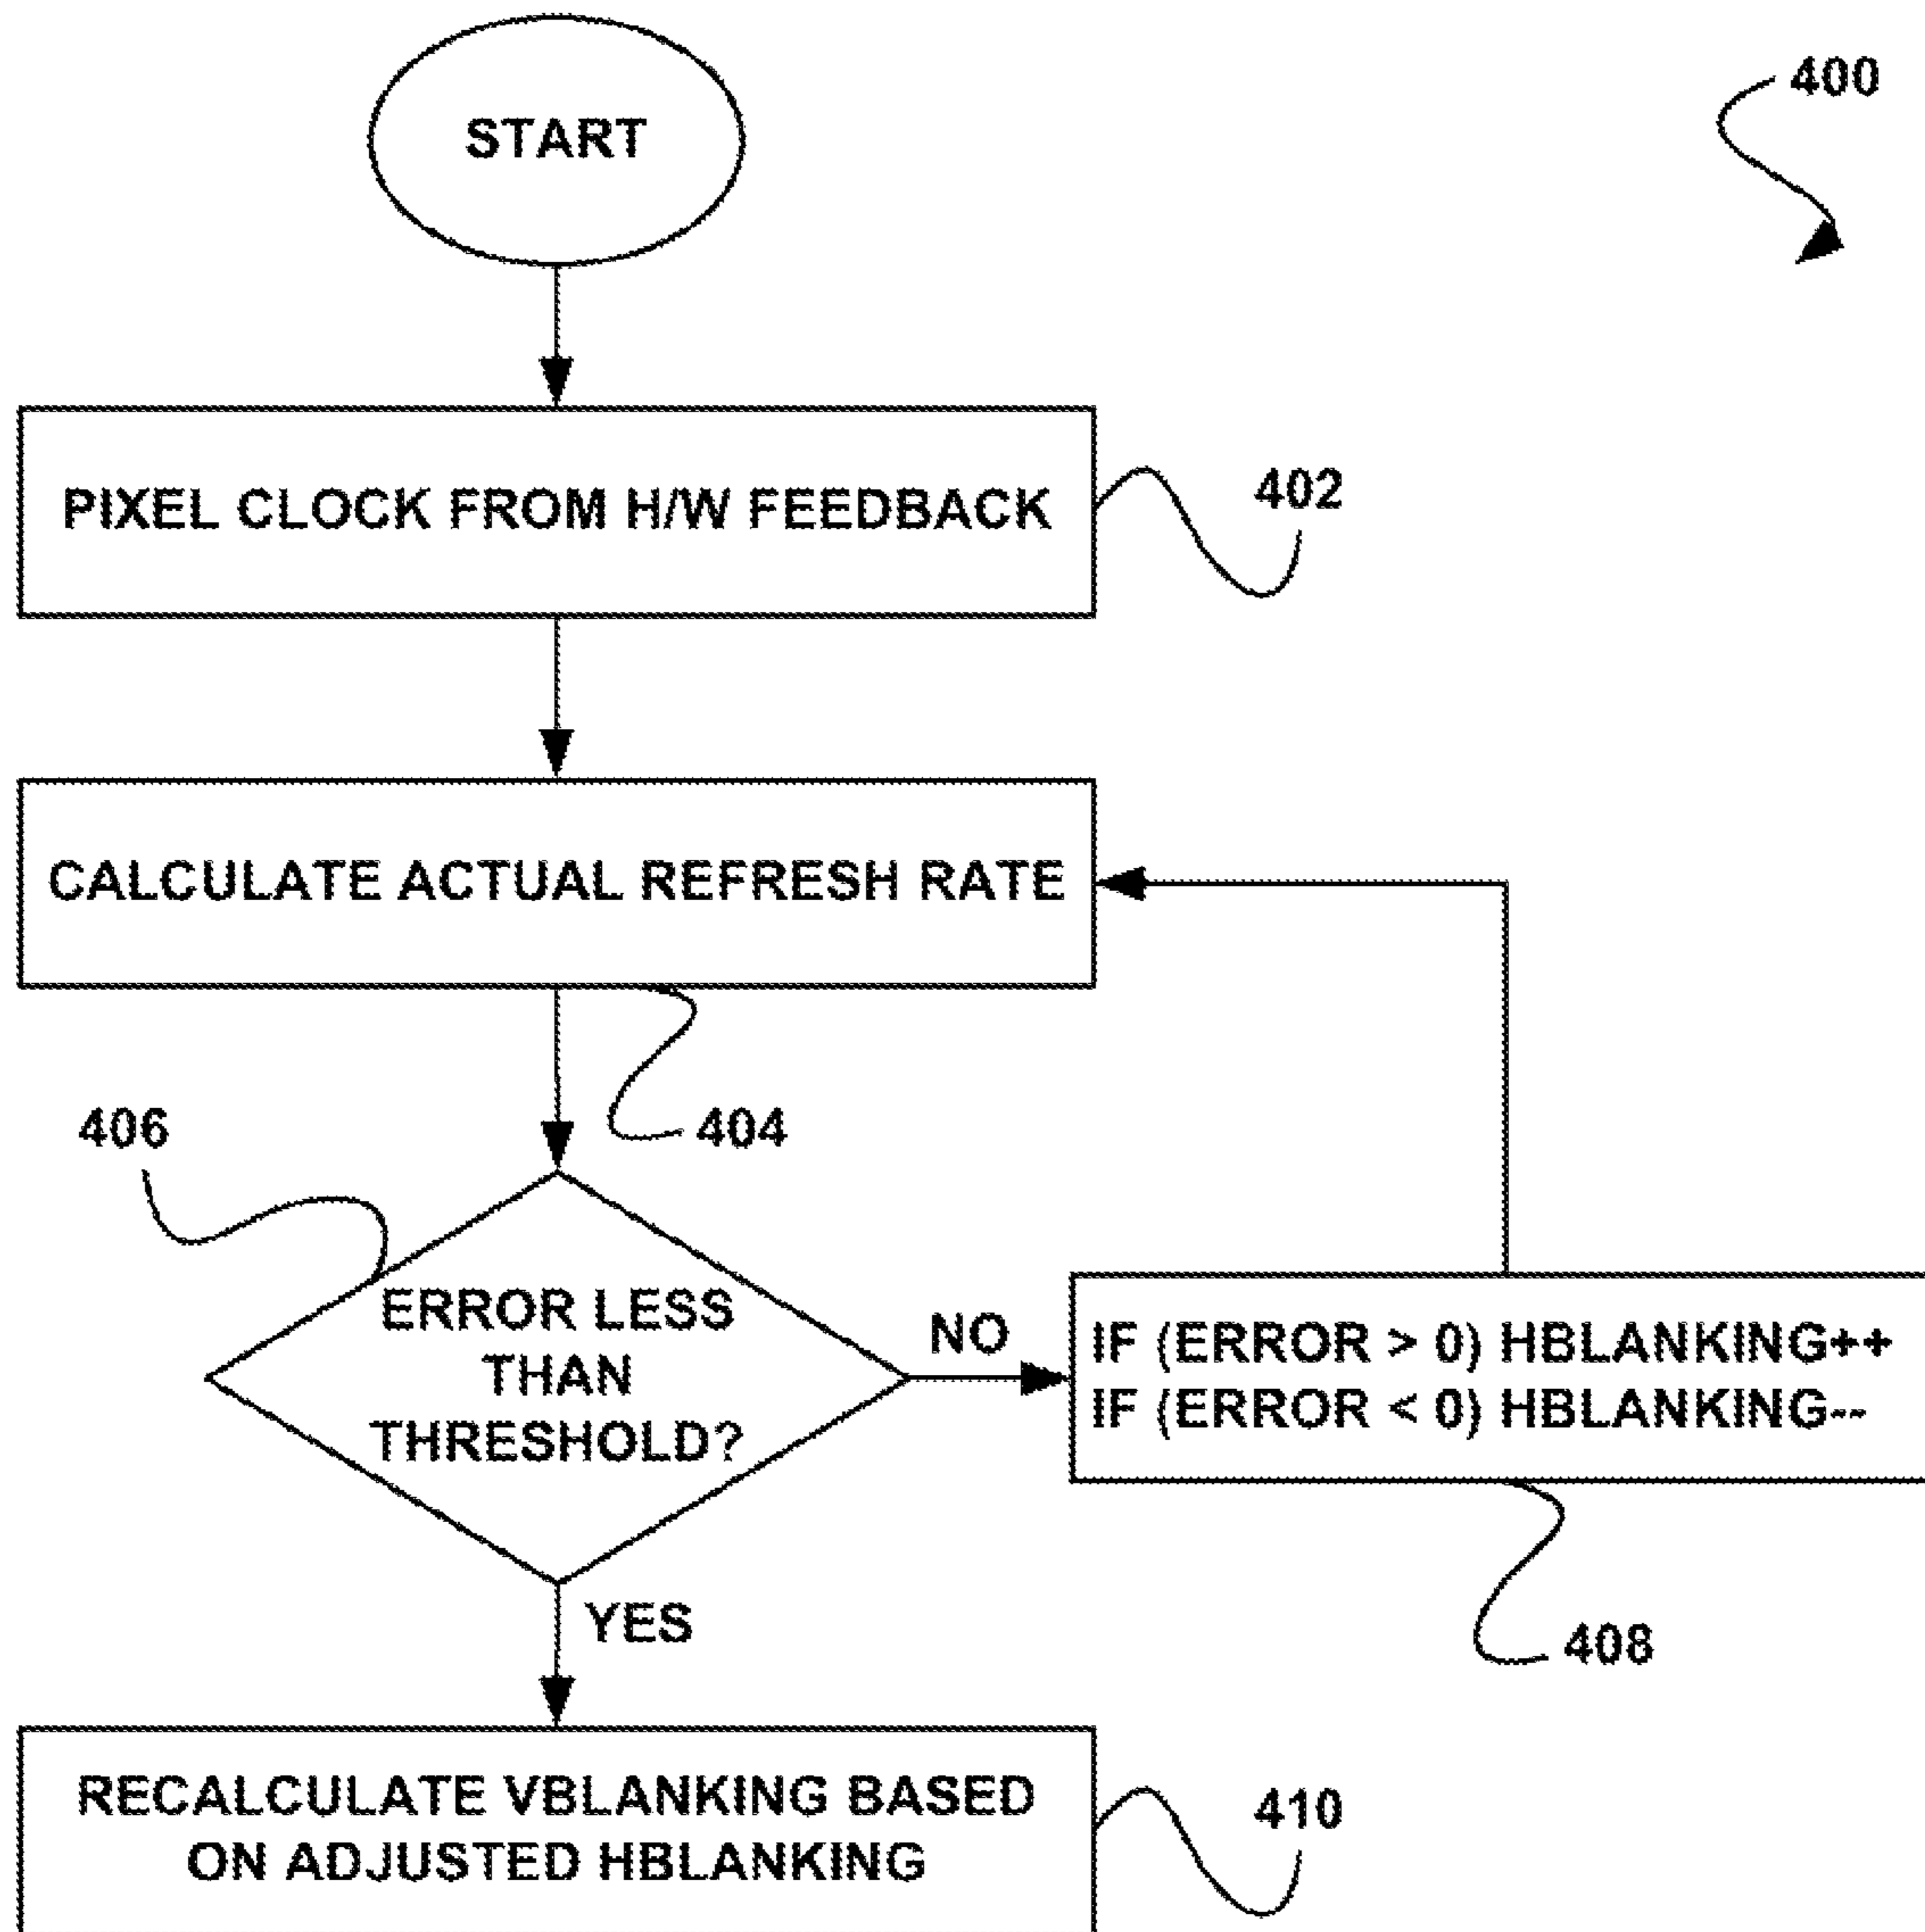 START
400
PIXEL CLOCK FROM H/W FEEDBACK
402
CALCULATE ACTUAL REFRESH RATE
404
406
ERROR LESS
THAN
THRESHOLD?
NO
IF (ERROR > 0) HBLANKING++
IF (ERROR < 0) HBLANKING--
408
YES
RECALCULATE VBLANKING BASED
ON ADJUSTED HBLANKING
410